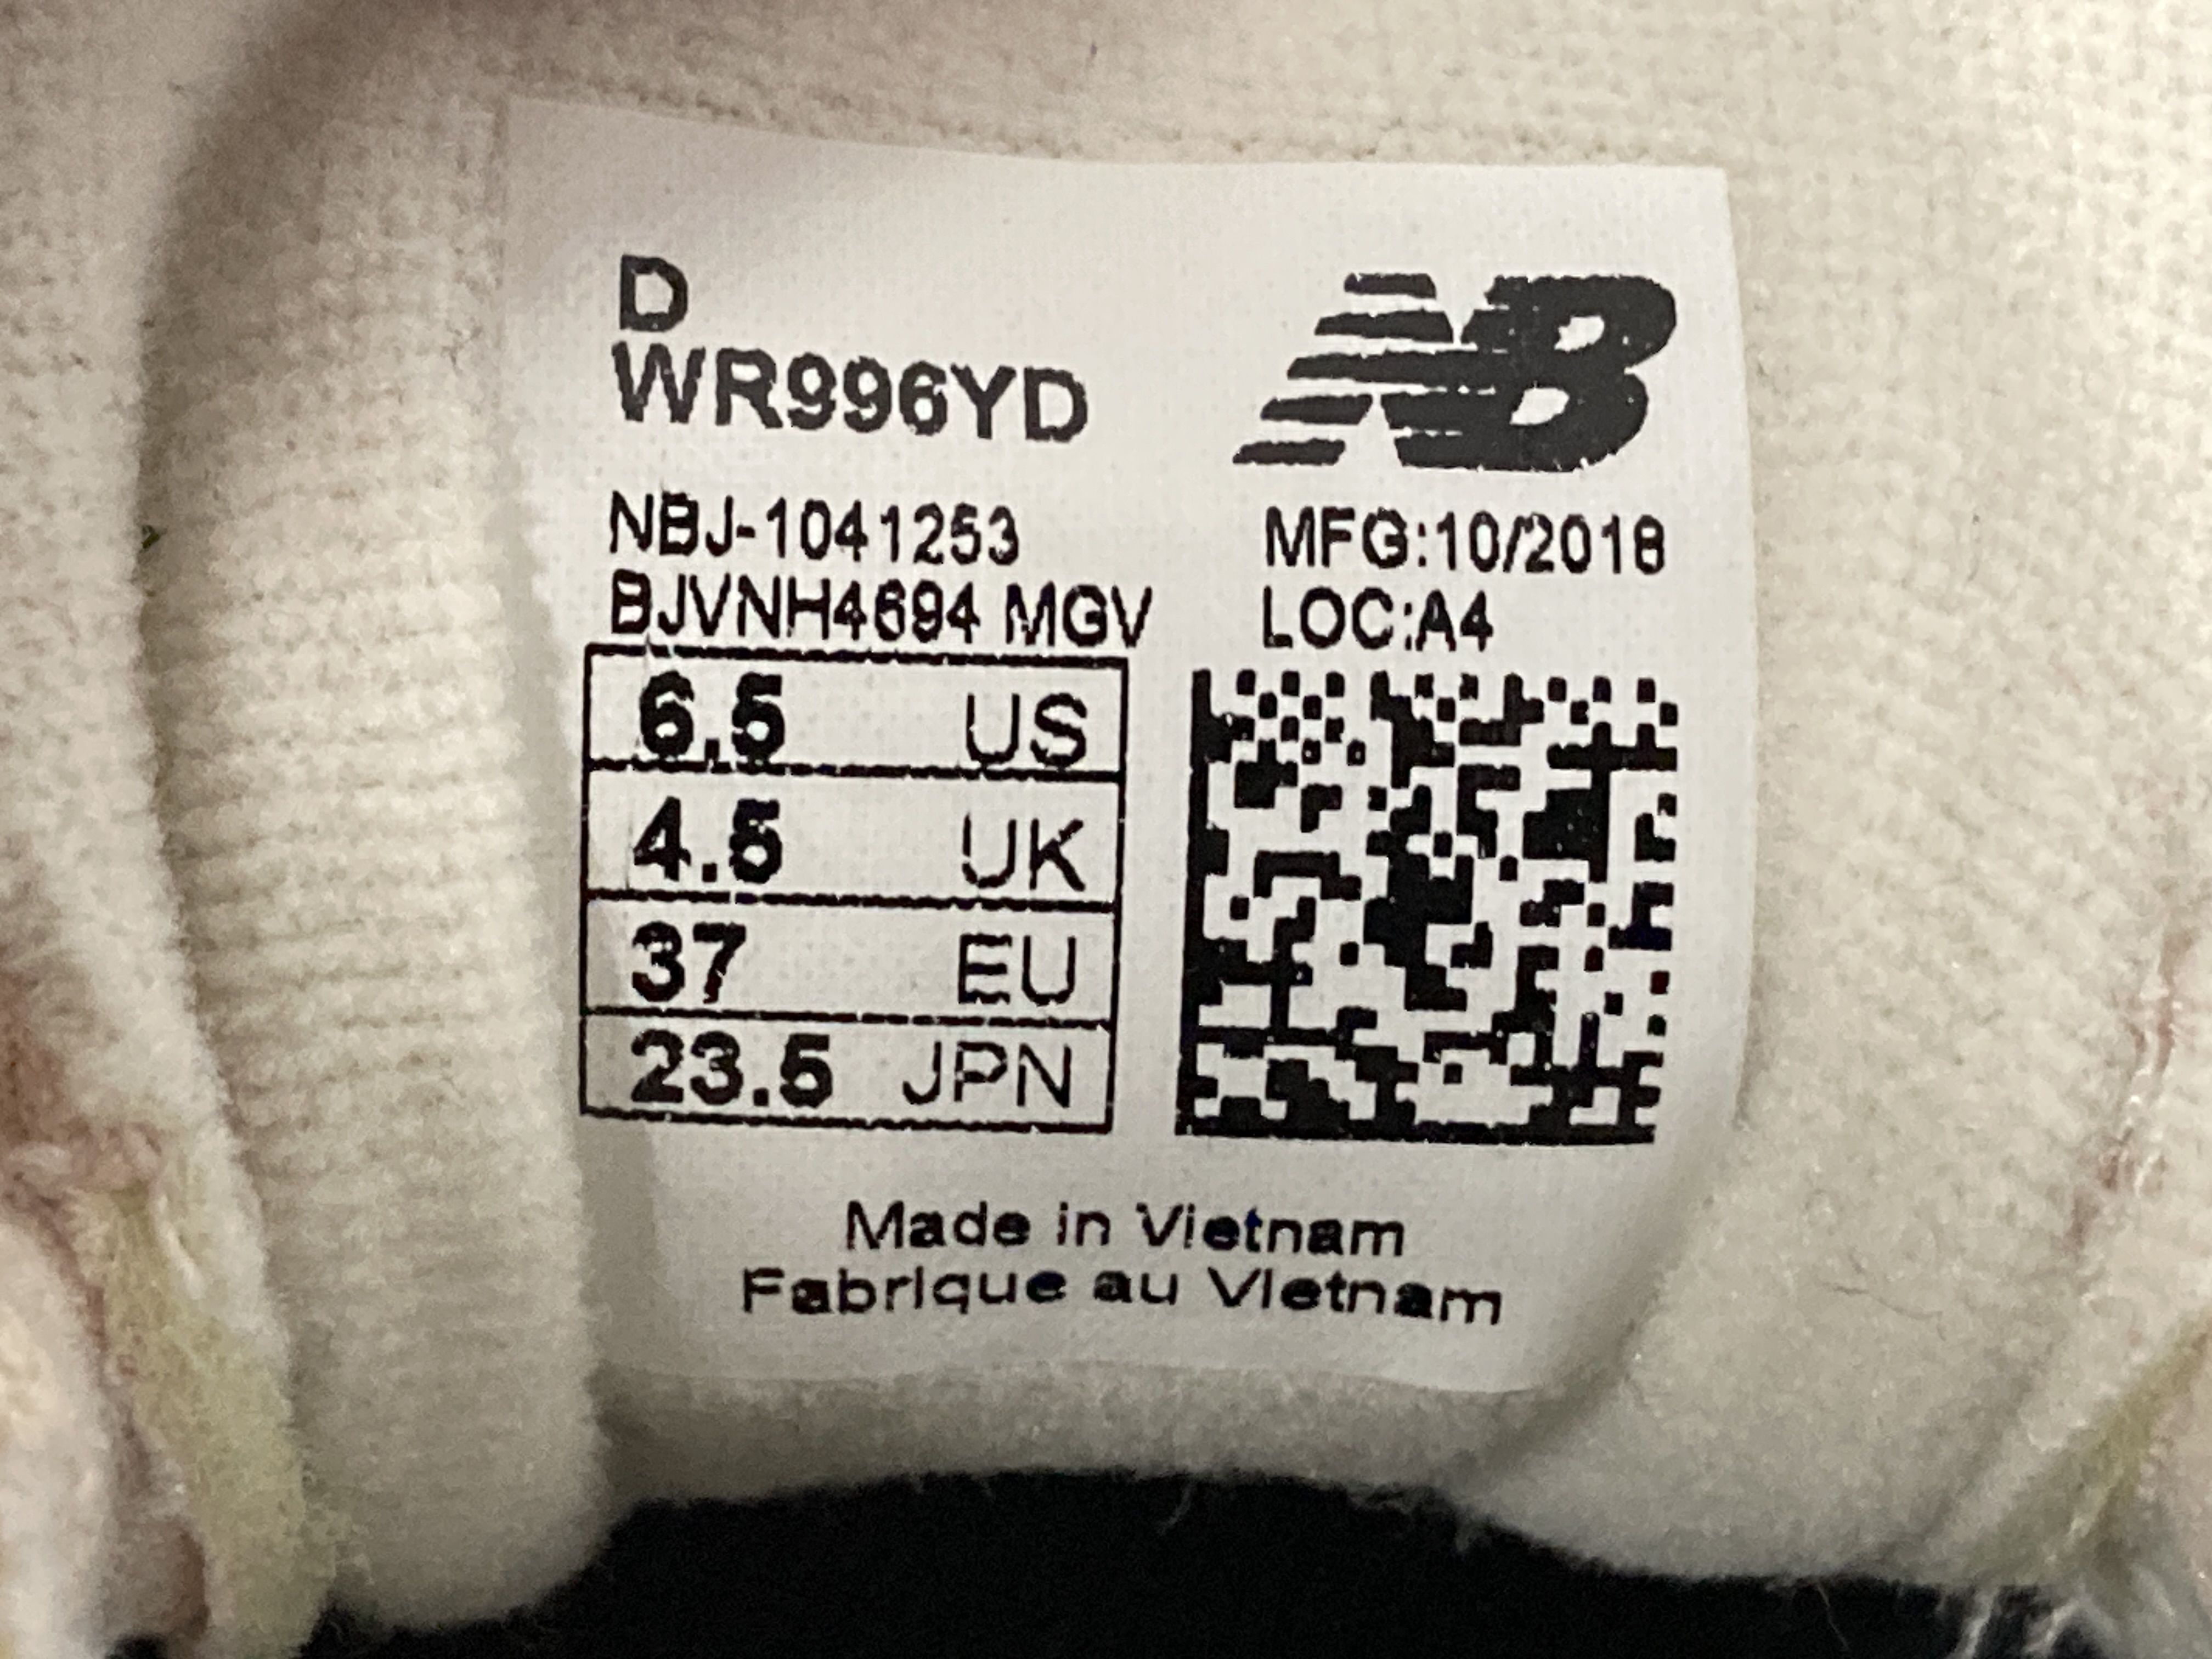 D
WR996YD
NB
NBJ-1041253
MFG:10/2018
BJVNH4694 MGV
LOC:A4
6.5 US
4.5 UK
37 EU
23.5 JPN
Made in Vietnam
Fabrique au Vietnam